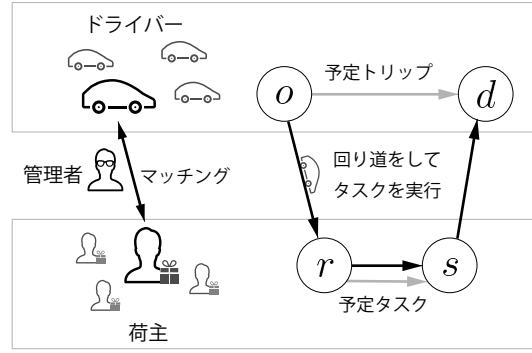 ドライバー
予定トリップ
o
d
管理者
マッチング
回り道をして
タスクを実行
r
s
予定タスク
荷主